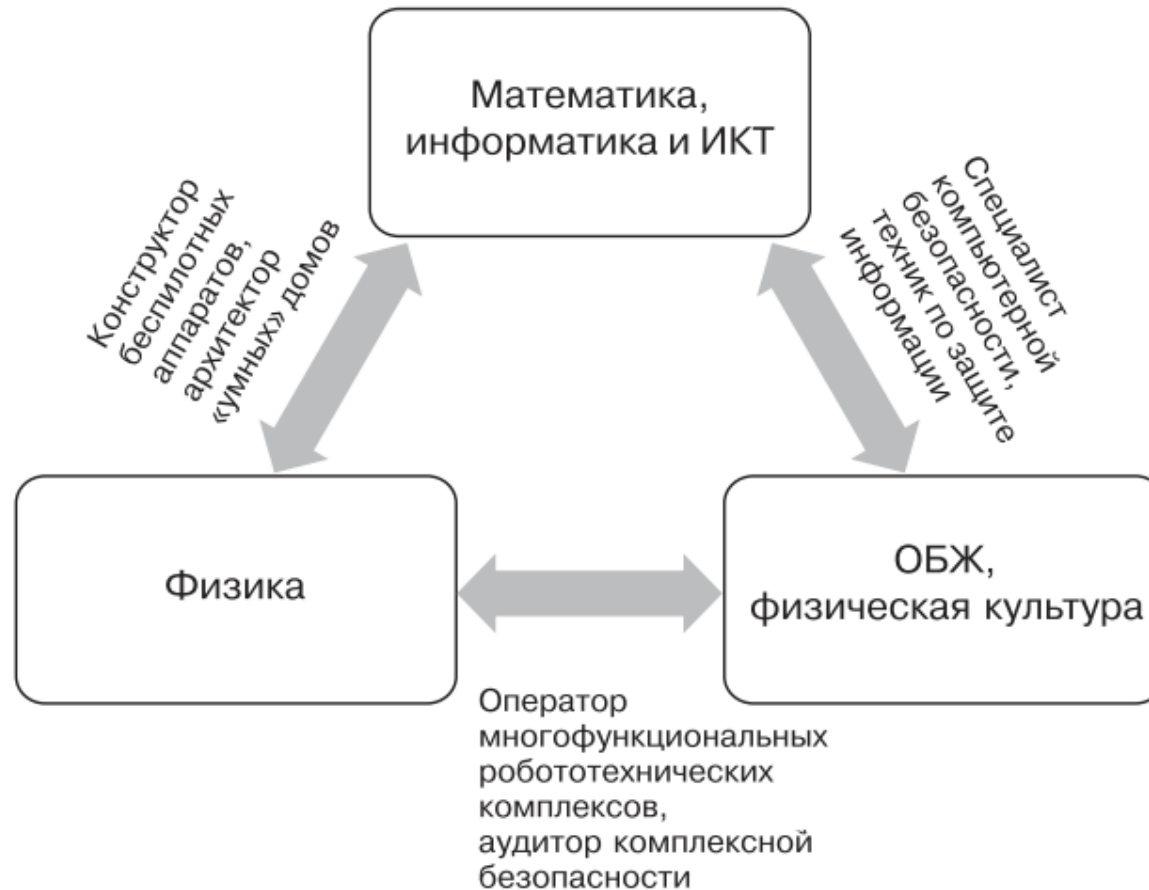 Математика,
информатика и ИКТ
Конструктор
беспилотных
аппаратов,
архитектор
«умных» домов
Специалист
компьютерной
безопасности,
техник по защите
информации
Физика
ОБЖ,
физическая культура
Оператор
многофункциональных
робототехнических
комплексов,
аудитор комплексной
безопасности